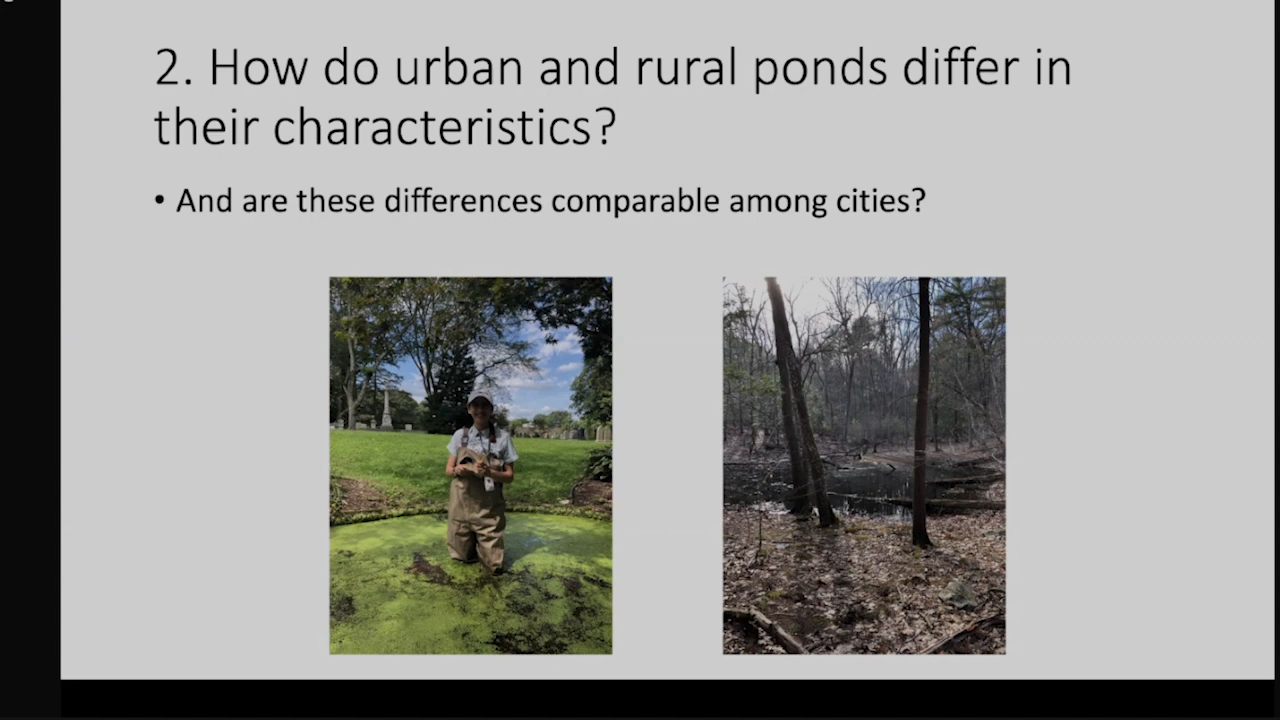 2. How do urban and rural ponds differ in
their characteristics?
• And are these differences comparable among cities?